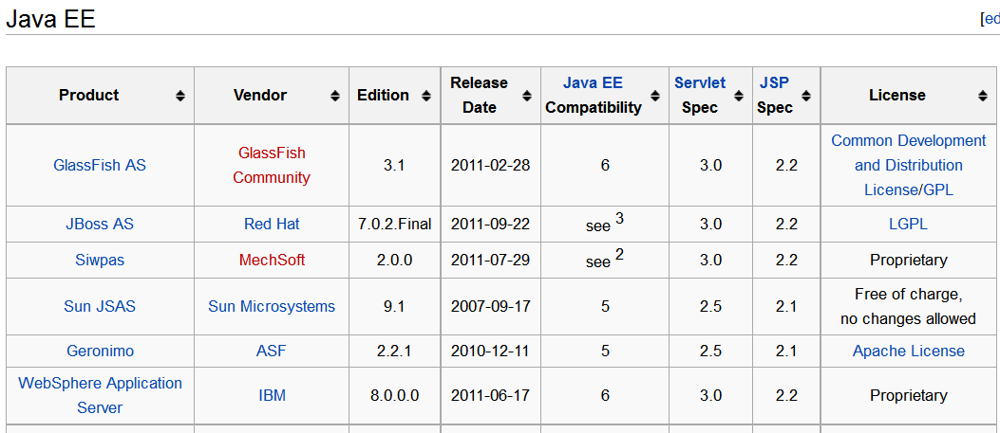 Java EE
[ed
Product Vendor Edition Release Date Java EE Compatibility Servlet Spec JSP Spec License
GlassFish AS GlassFish Community 3.1 2011-02-28 6 3.0 2.2 Common Development and Distribution License/GPL
JBoss AS Red Hat 7.0.2.Final 2011-09-22 see 3 3.0 2.2 LGPL
Siwpas MechSoft 2.0.0 2011-07-29 see 2 3.0 2.2 Proprietary
Sun JSAS Sun Microsystems 9.1 2007-09-17 5 2.5 2.1 Free of charge, no changes allowed
Geronimo ASF 2.2.1 2010-12-11 5 2.5 2.1 Apache License
WebSphere Application Server IBM 8.0.0.0 2011-06-17 6 3.0 2.2 Proprietary